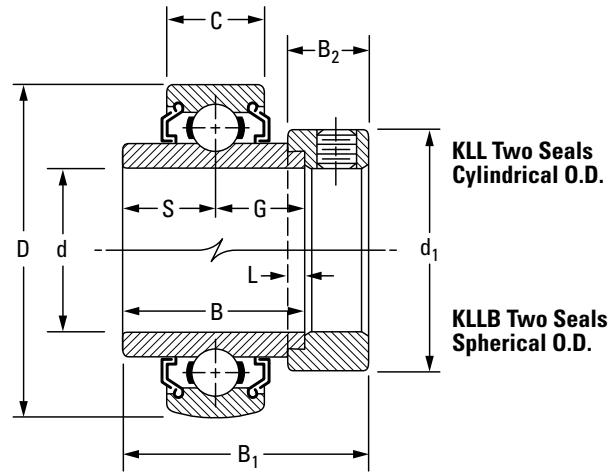 C
B₂
KLL Two Seals
Cylindrical O.D.
S
G
D
d
d₁
L
B
KLLB Two Seals
Spherical O.D.
B₁